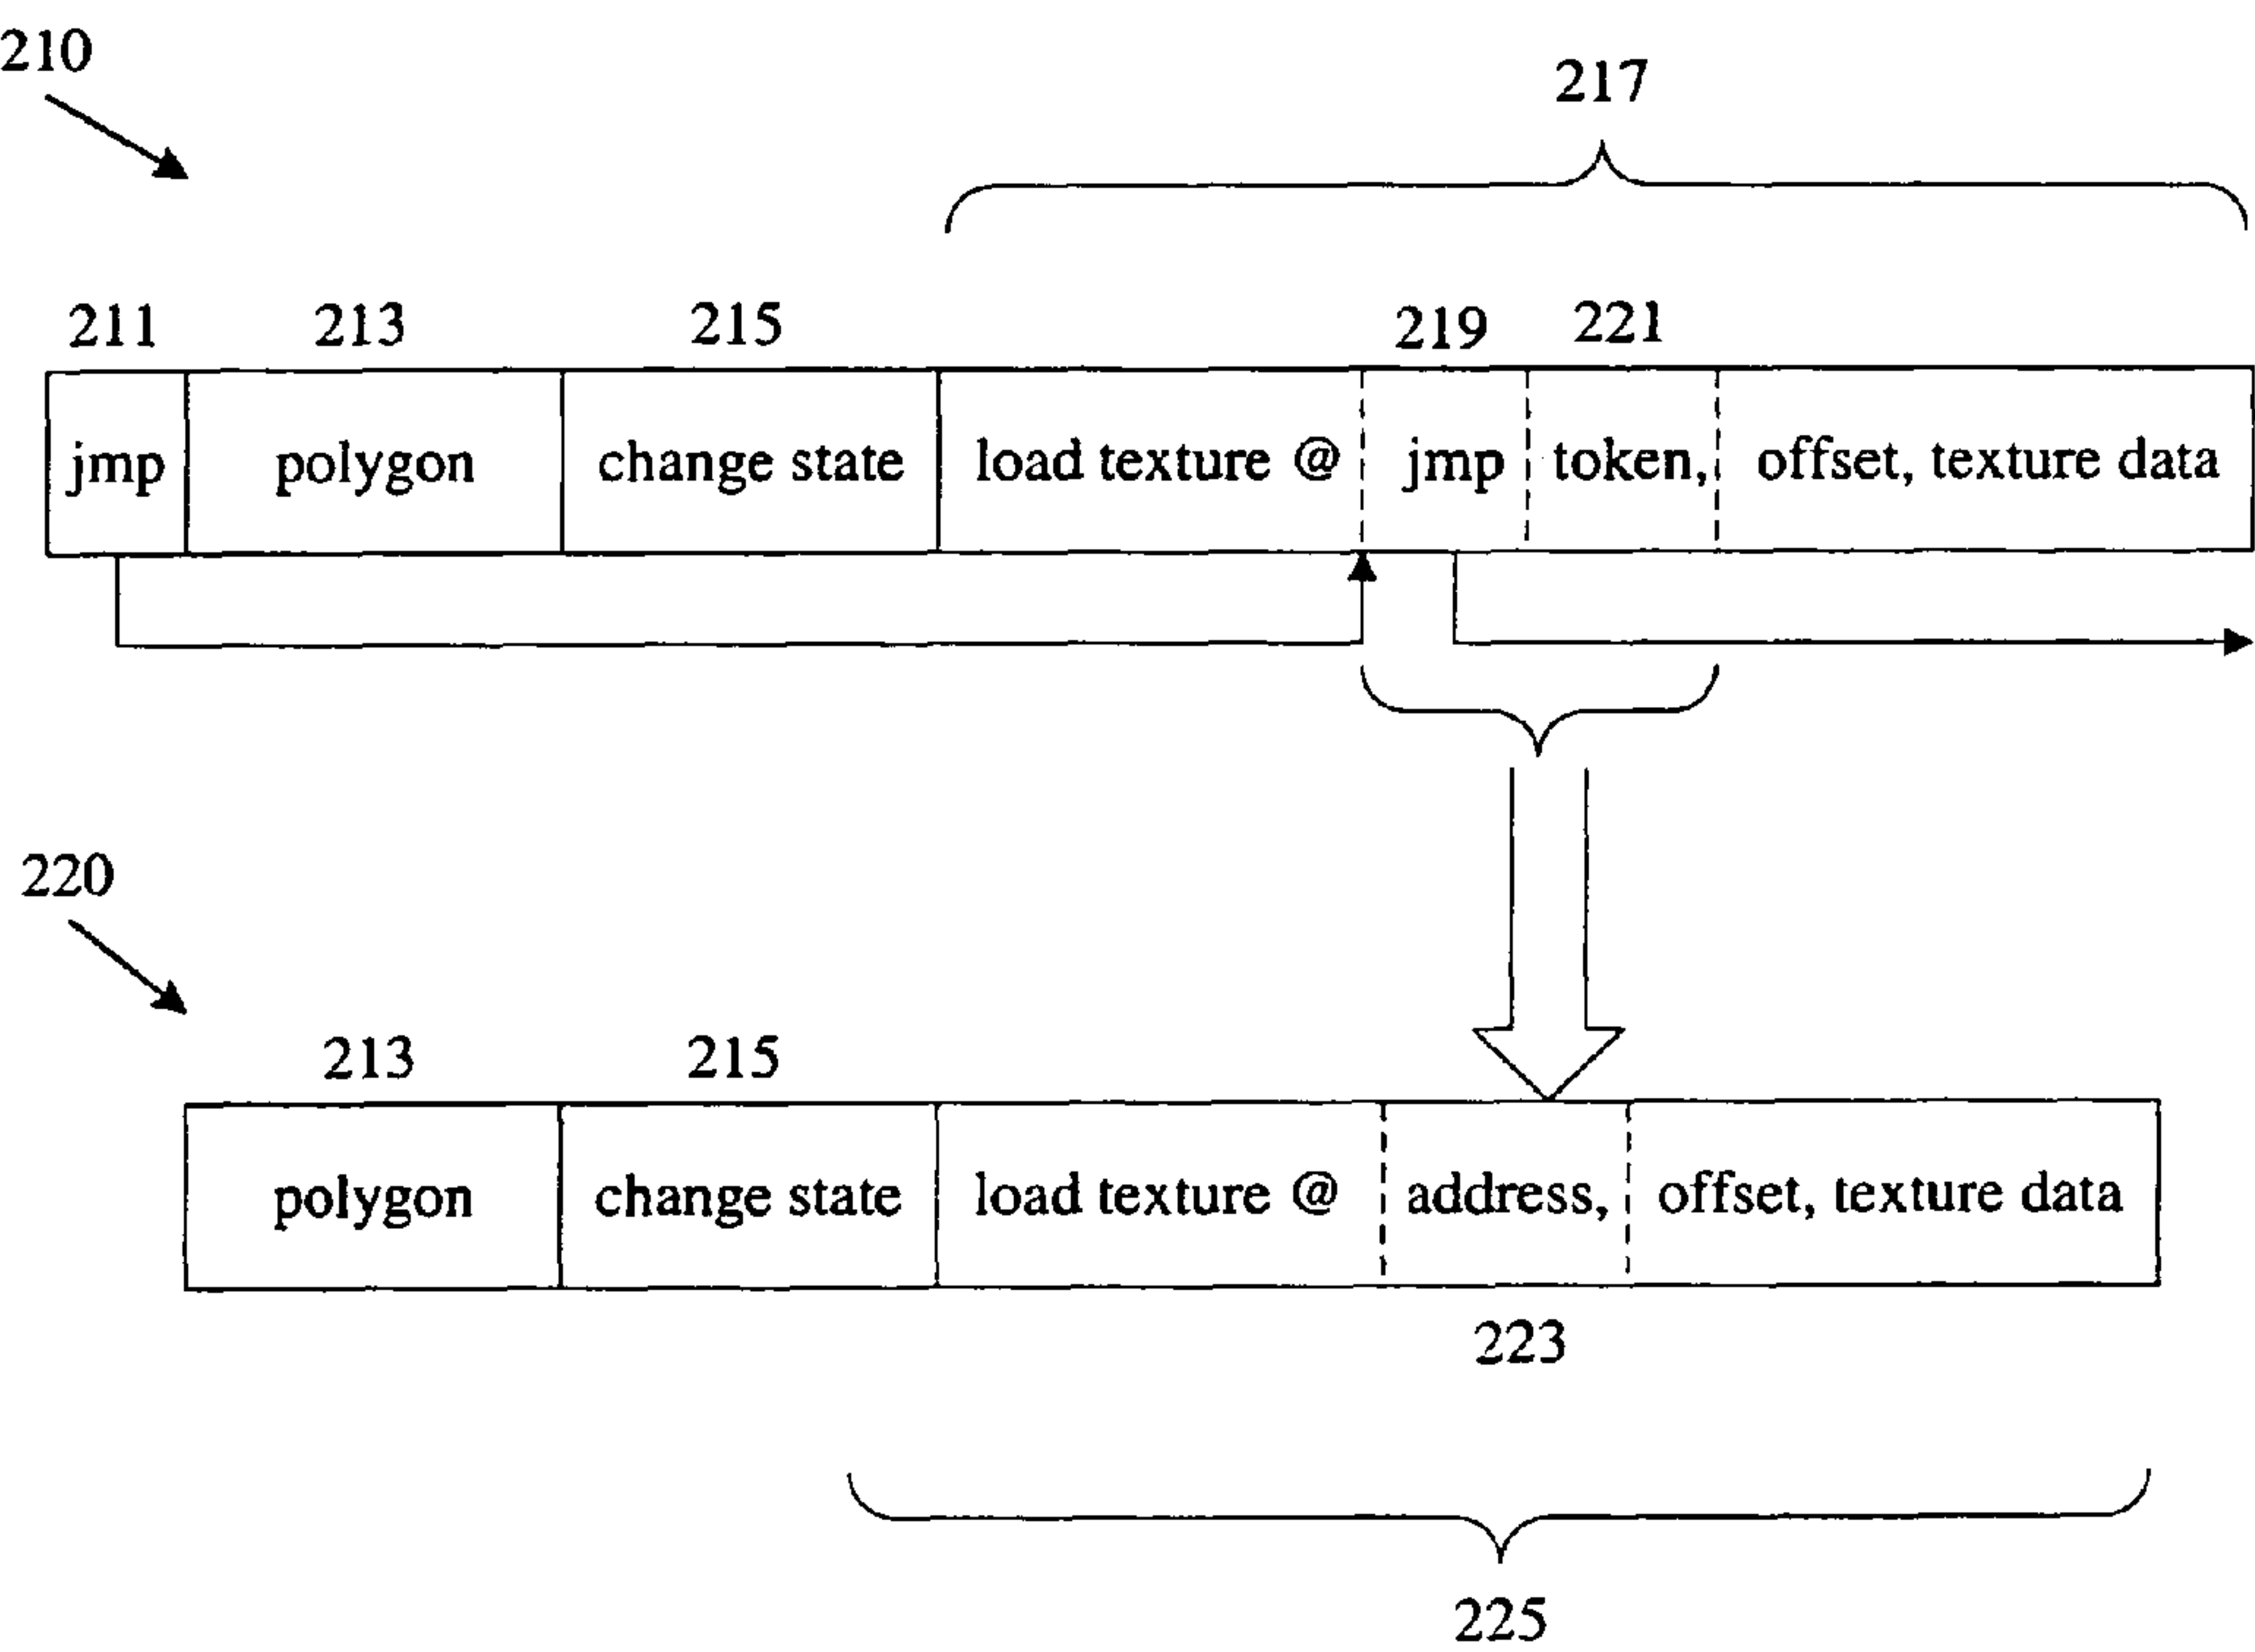 210
217
211 213 215 219 221
jmp polygon change state load texture @ jmp token, offset, texture data
220
213 215
polygon change state load texture @ address, offset, texture data
223
225